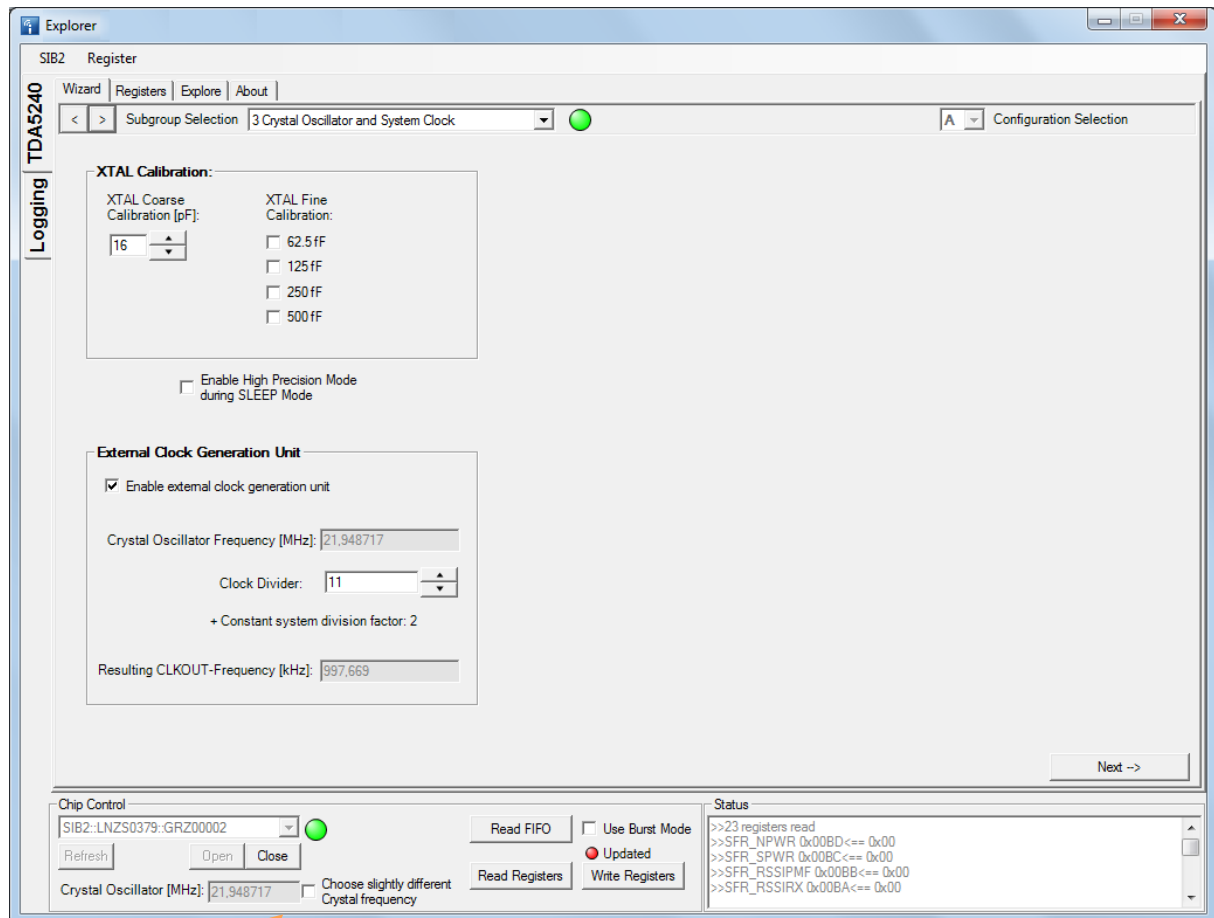 Explorer
SIB2 Register
TDA5240
Logging
Wizard Registers Explore About
< > Subgroup Selection 3 Crystal Oscillator and System Clock A Configuration Selection
XTAL Calibration:
XTAL Coarse
Calibration [pF]:
16
XTAL Fine
Calibration:
62.5 fF
125 fF
250 fF
500 fF
Enable High Precision Mode
during SLEEP Mode
External Clock Generation Unit
Enable external clock generation unit
Crystal Oscillator Frequency [MHz]: 21,948717
Clock Divider: 11
+ Constant system division factor: 2
Resulting CLKOUT-Frequency [kHz]: 997,669
Next -->
Chip Control
SIB2::LNZS0379::GRZ00002
Refresh Open Close
Crystal Oscillator [MHz]: 21,948717
Choose slightly different
Crystal frequency
Read FIFO Use Burst Mode
Updated
Read Registers Write Registers
Status
>>23 registers read
>>SFR_NPWR 0x00BD<== 0x00
>>SFR_SPWR 0x00BC<== 0x00
>>SFR_RSSIPMF 0x00BB<== 0x00
>>SFR_RSSIRX 0x00BA<== 0x00